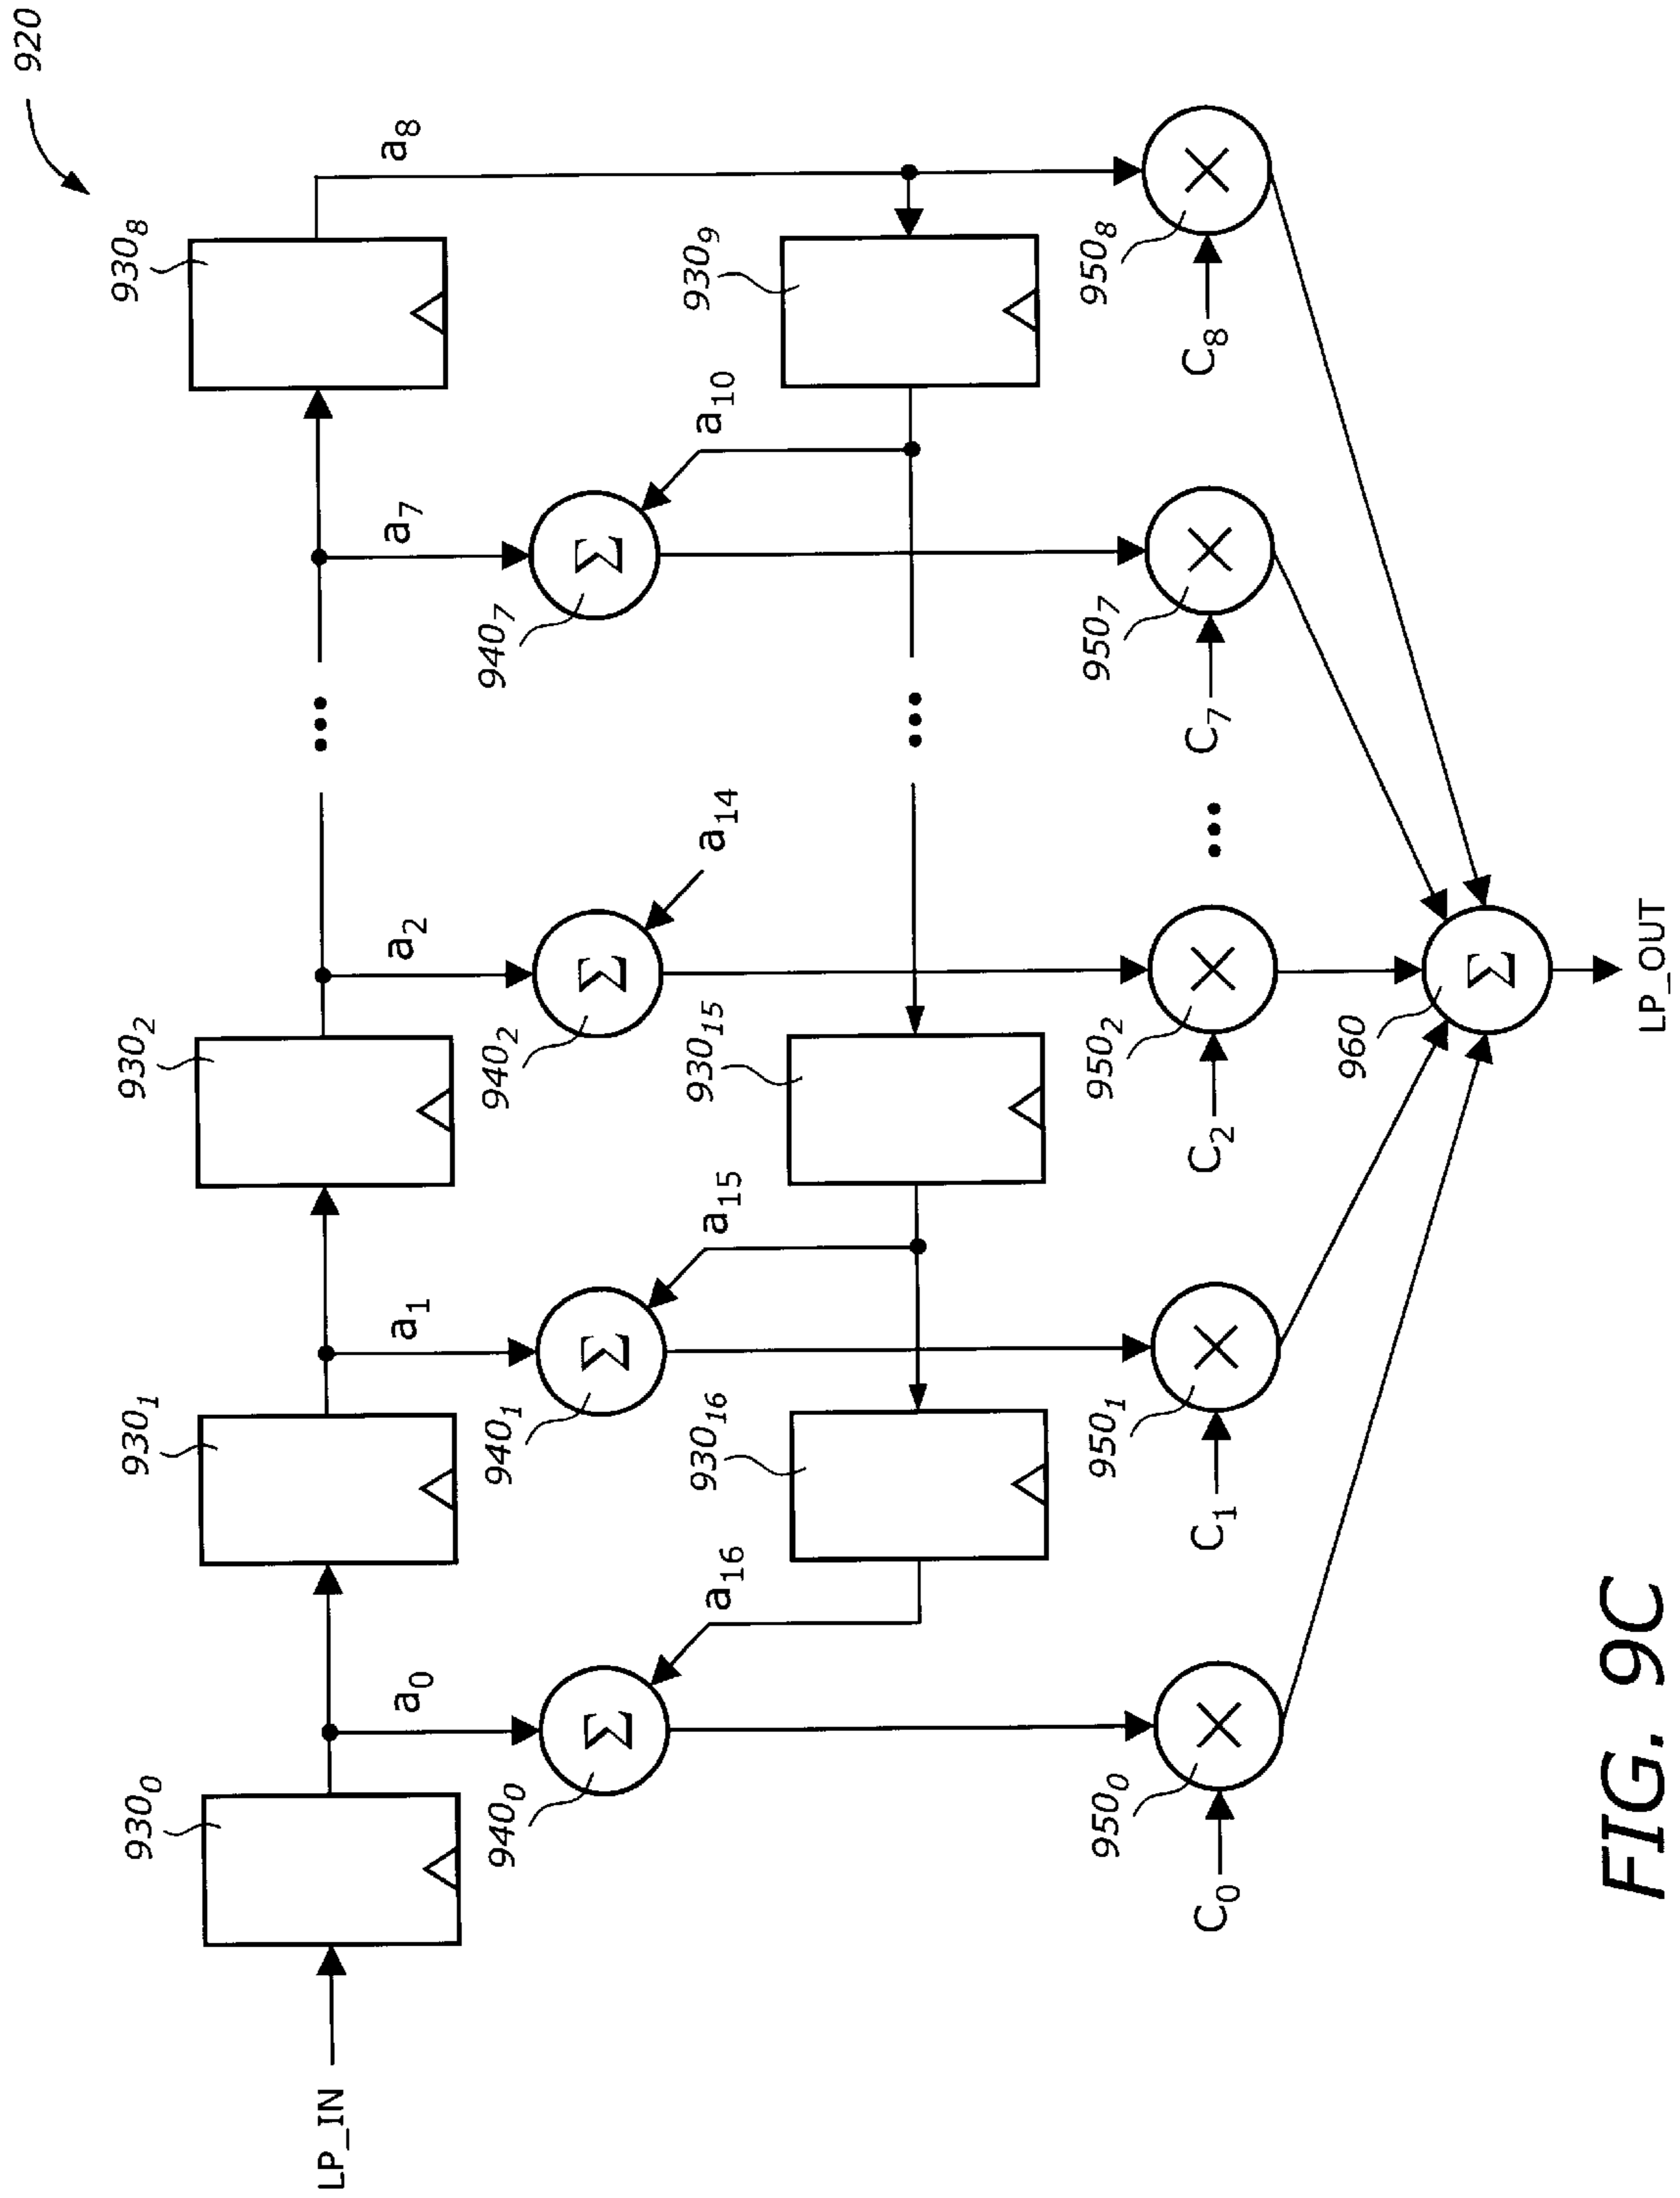 920
930₈
a₈
930₉
950₈
C₈
a₁₀
a₇
940₇
950₇
C₇
...
...
...
a₁₄
a₂
930₂
940₂
930₁₅
950₂
C₂
960
LP_OUT
a₁₅
a₁
930₁
940₁
930₁₆
950₁
C₁
a₁₆
a₀
930₀
940₀
950₀
C₀
LP_IN
Σ
Σ
Σ
Σ
Σ
×
×
×
×
×
FIG. 9C